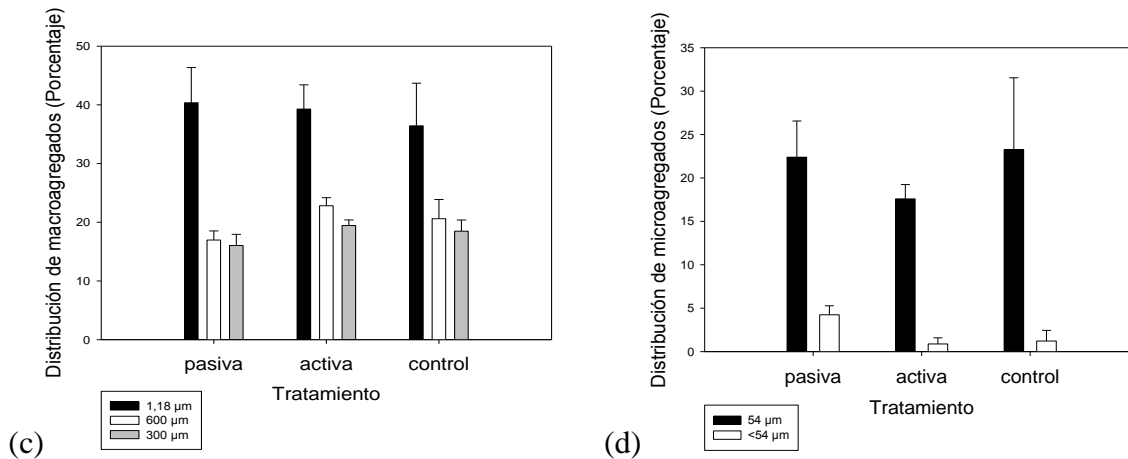 Distribución de macroagregados (Porcentaje)
50
40
30
20
10
0
pasiva activa control
Tratamiento
1,18 µm
600 µm
300 µm
(c)
Distribución de microagregados (Porcentaje)
35
30
25
20
15
10
5
0
pasiva activa control
Tratamiento
54 µm
<54 µm
(d)